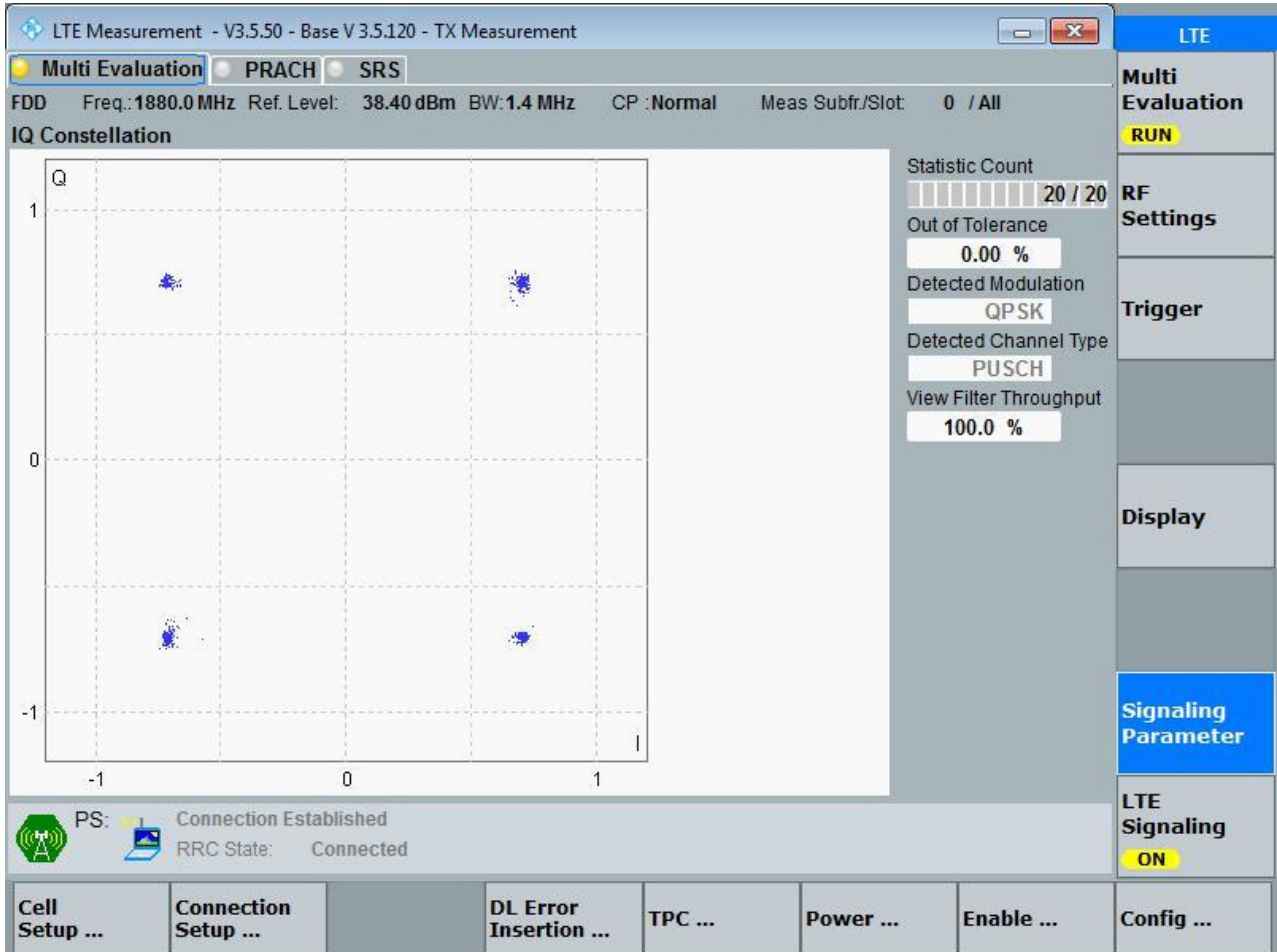 LTE Measurement - V3.5.50 - Base V 3.5.120 - TX Measurement
LTE
Multi Evaluation PRACH SRS
FDD Freq.:1880.0 MHz Ref. Level: 38.40 dBm BW:1.4 MHz CP :Normal Meas Subfr./Slot: 0 / All
IQ Constellation
Multi
Evaluation
RUN
Q
1
0
-1
I
-1 0 1
Statistic Count
20 / 20
Out of Tolerance
0.00 %
Detected Modulation
QPSK
Detected Channel Type
PUSCH
View Filter Throughput
100.0 %
RF
Settings
Trigger
Display
Signaling
Parameter
LTE
Signaling
ON
PS: Connection Established
RRC State: Connected
Cell
Setup ...
Connection
Setup ...
DL Error
Insertion ...
TPC ...
Power ...
Enable ...
Config ...